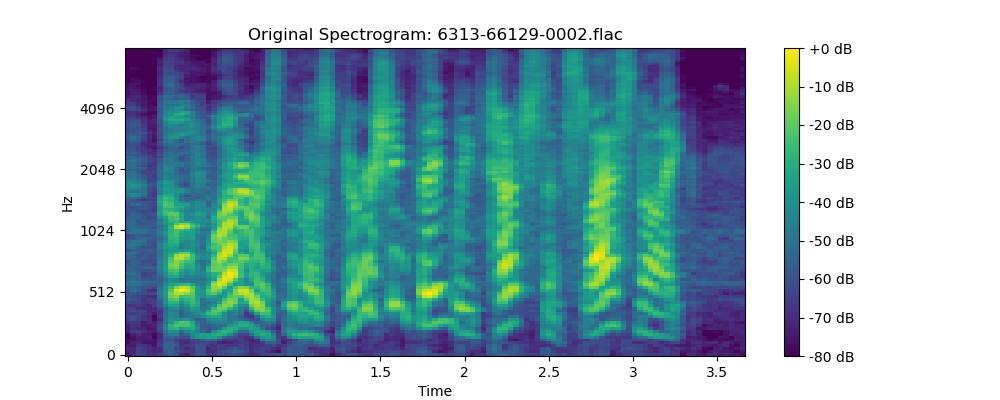 Original Spectrogram: 6313-66129-0002.flac
Hz
4096
2048
1024
512
0
0
0.5
1
1.5
2
2.5
3
3.5
Time
+0 dB
-10 dB
-20 dB
-30 dB
-40 dB
-50 dB
-60 dB
-70 dB
-80 dB